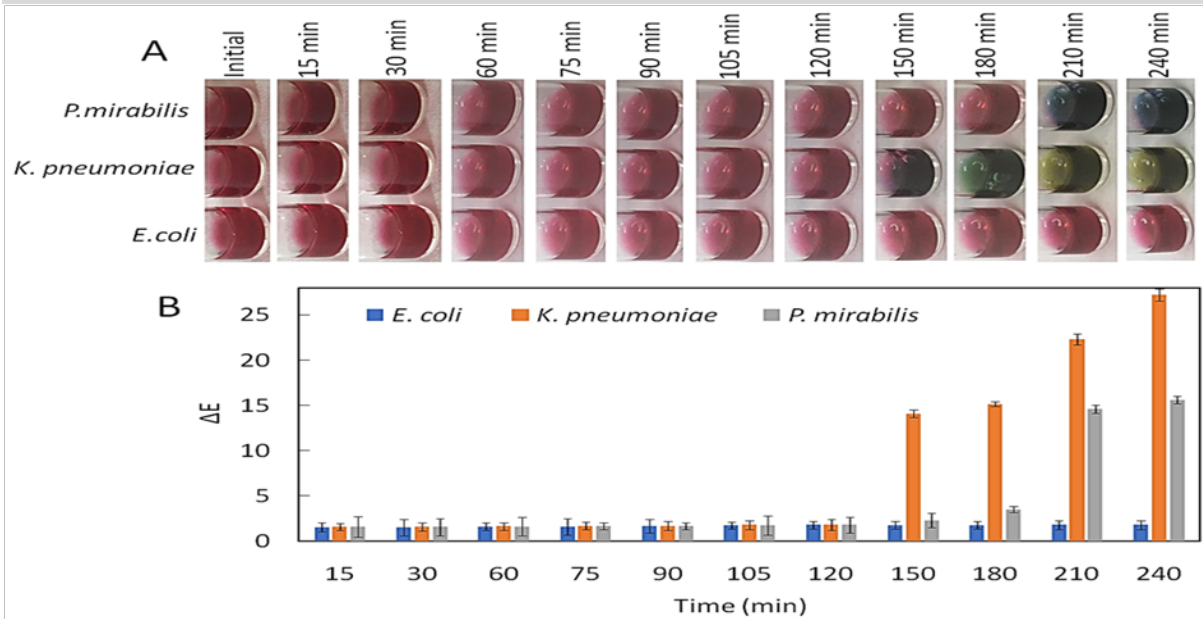 A
Initial
15 min
30 min
60 min
75 min
90 min
105 min
120 min
150 min
180 min
210 min
240 min
P.mirabilis
K. pneumoniae
E.coli
B
E. coli K. pneumoniae P. mirabilis
25
20
15
10
5
0
ΔE
15 30 60 75 90 105 120 150 180 210 240
Time (min)